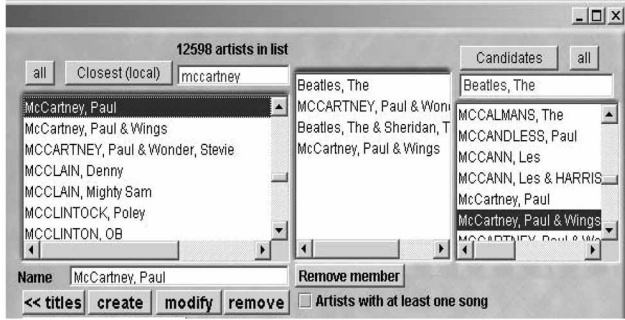 12598 artists in list
all Closest (local) mccartney
McCartney, Paul
McCartney, Paul & Wings
MCCARTNEY, Paul & Wonder, Stevie
MCCLAIN, Denny
MCCLAIN, Mighty Sam
MCCLINTOCK, Poley
MCCLINTON, OB
Name McCartney, Paul
<< titles create modify remove
Beatles, The
MCCARTNEY, Paul & Won
Beatles, The & Sheridan, T
McCartney, Paul & Wings
Remove member
Artists with at least one song
Candidates all
Beatles, The
MCCALMANS, The
MCCANDLESS, Paul
MCCANN, Les
MCCANN, Les & HARRIS
McCartney, Paul
McCartney, Paul & Wings